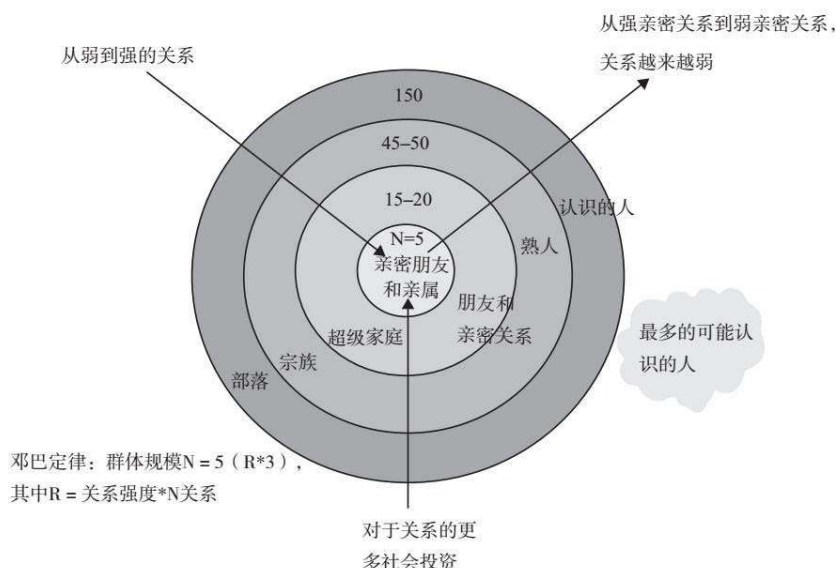 从强亲密关系到弱亲密关系，
从弱到强的关系
关系越来越弱
150
45–50
15–20
认识的人
N=5
熟人
亲密朋友
和亲属
朋友和
超级家庭
亲密关系
最多的可能认
识的人
宗族
部落
邓巴定律：群体规模N = 5（R*3），
其中R = 关系强度*N关系
对于关系的更
多社会投资